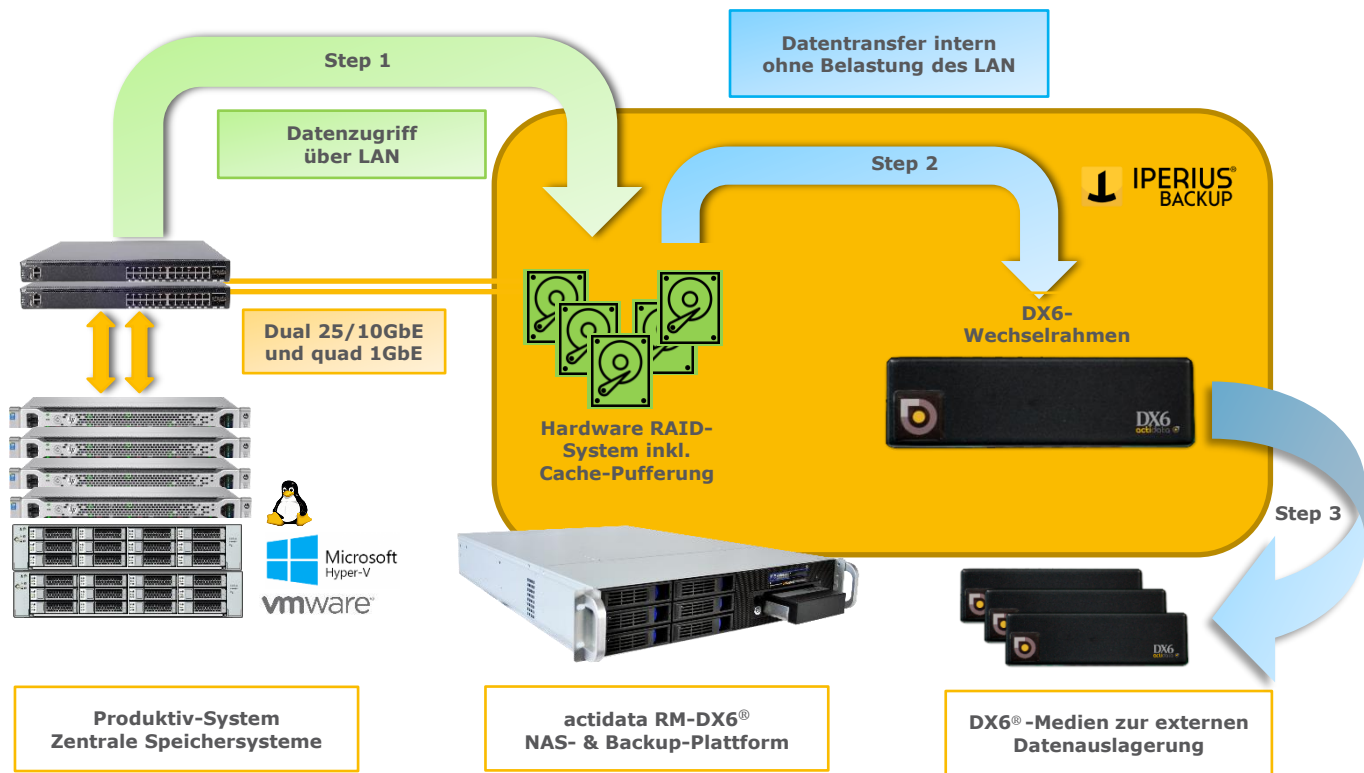 Step 1
Datentransfer intern
ohne Belastung des LAN
Datenzugriff
über LAN
Step 2
IPERIUS®
BACKUP
Dual 25/10GbE
und quad 1GbE
DX6-
Wechselrahmen
DX6
actidata
Hardware RAID-
System inkl.
Cache-Pufferung
Step 3
Microsoft
Hyper-V
vmware
DX6
actidata
Produktiv-System
Zentrale Speichersysteme
actidata RM-DX6®
NAS- & Backup-Plattform
DX6®-Medien zur externen
Datenauslagerung